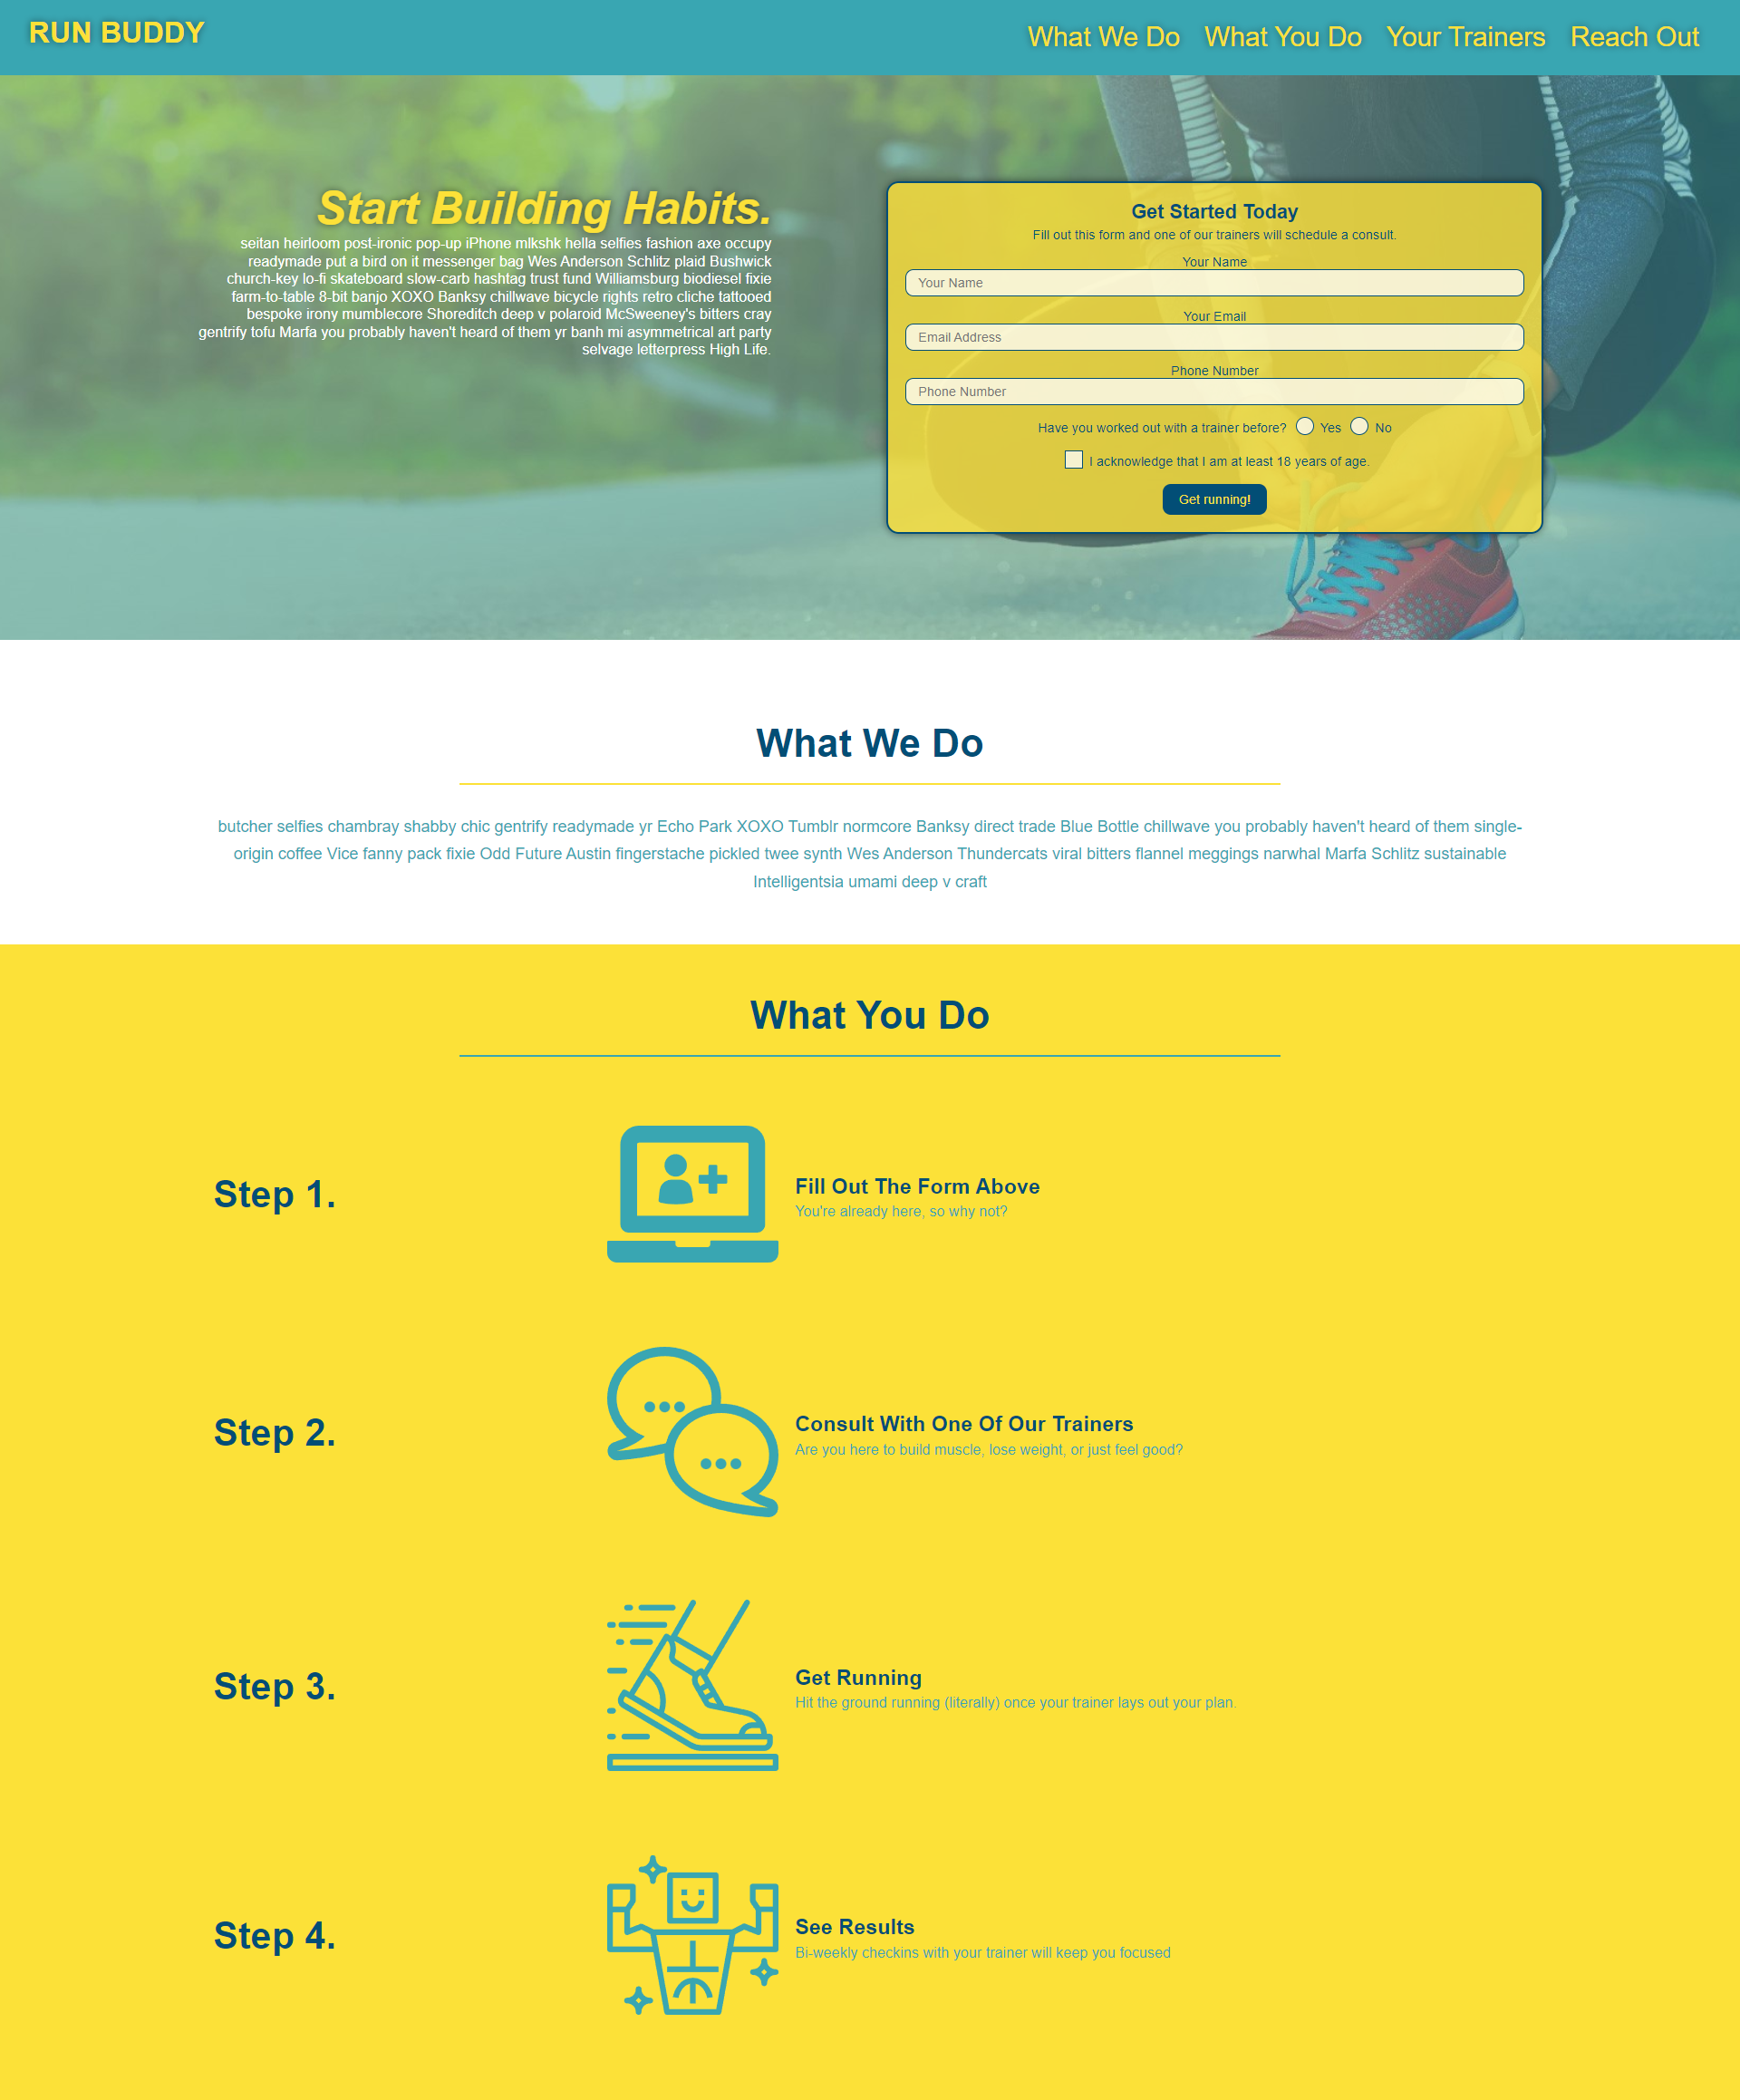 RUN BUDDY
What We Do What You Do Your Trainers Reach Out
Start Building Habits.
seitan heirloom post-ironic pop-up iPhone mlkshk hella selfies fashion axe occupy
readymade put a bird on it messenger bag Wes Anderson Schlitz plaid Bushwick
church-key lo-fi skateboard slow-carb hashtag trust fund Williamsburg biodiesel fixie
farm-to-table 8-bit banjo XOXO Banksy chillwave bicycle rights retro cliche tattooed
bespoke irony mumblecore Shoreditch deep v polaroid McSweeney's bitters cray
gentrify tofu Marfa you probably haven't heard of them yr banh mi asymmetrical art party
selvage letterpress High Life.
Get Started Today
Fill out this form and one of our trainers will schedule a consult.
Your Name
Your Name
Your Email
Email Address
Phone Number
Phone Number
Have you worked out with a trainer before? Yes No
I acknowledge that I am at least 18 years of age.
Get running!
What We Do
butcher selfies chambray shabby chic gentrify readymade yr Echo Park XOXO Tumblr normcore Banksy direct trade Blue Bottle chillwave you probably haven't heard of them single-
origin coffee Vice fanny pack fixie Odd Future Austin fingerstache pickled twee synth Wes Anderson Thundercats viral bitters flannel meggings narwhal Marfa Schlitz sustainable
Intelligentsia umami deep v craft
What You Do
Step 1.
Fill Out The Form Above
You're already here, so why not?
Step 2.
Consult With One Of Our Trainers
Are you here to build muscle, lose weight, or just feel good?
Step 3.
Get Running
Hit the ground running (literally) once your trainer lays out your plan.
Step 4.
See Results
Bi-weekly checkins with your trainer will keep you focused